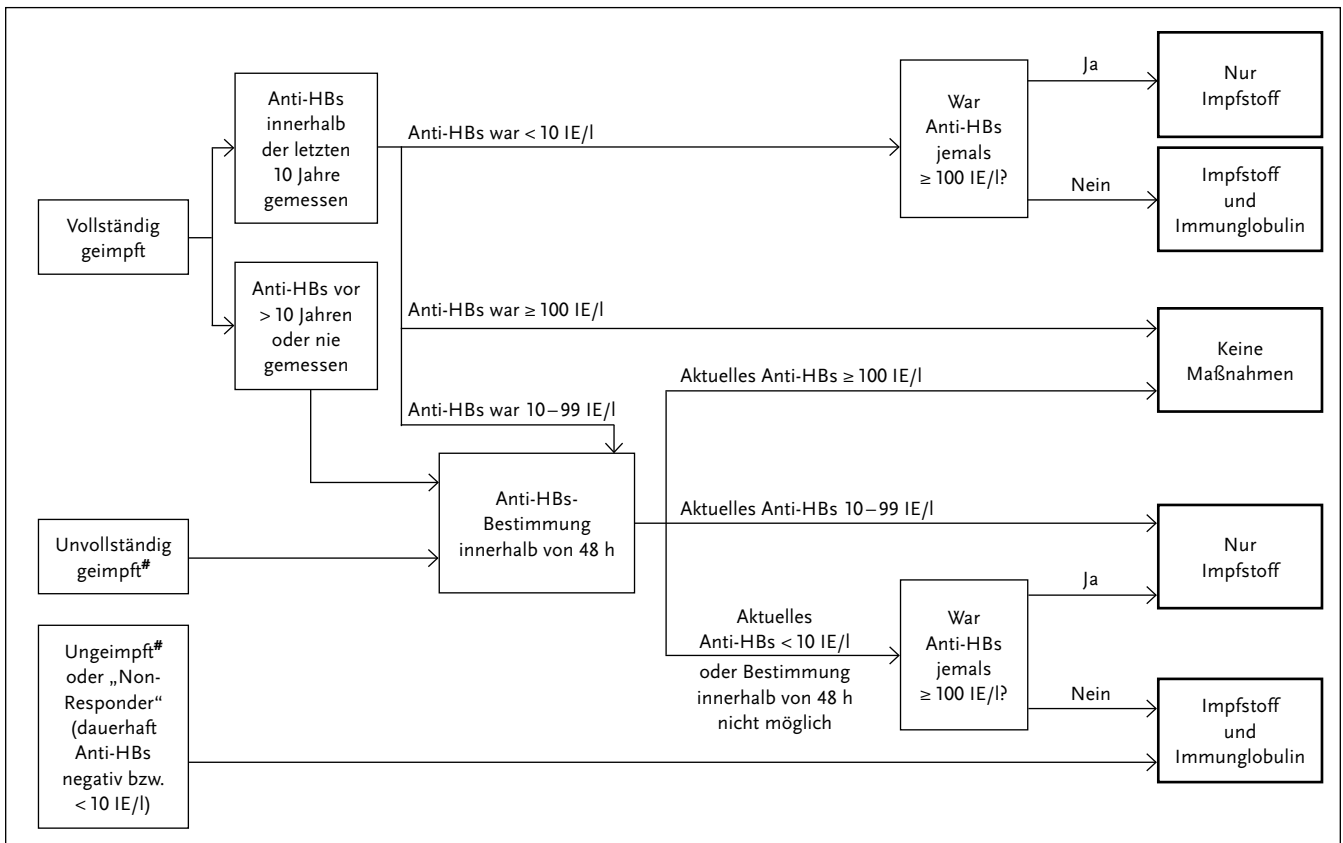 Vollständig
geimpft
Anti-HBs
innerhalb
der letzten
10 Jahre
gemessen
Anti-HBs vor
> 10 Jahren
oder nie
gemessen
Anti-HBs war < 10 IE/l
War
Anti-HBs
jemals
≥ 100 IE/l?
Ja
Nur
Impfstoff
Nein
Impfstoff
und
Immunglobulin
Anti-HBs war ≥ 100 IE/l
Keine
Maßnahmen
Anti-HBs war 10–99 IE/l
Aktuelles Anti-HBs ≥ 100 IE/l
Unvollständig
geimpft#
Anti-HBs-
Bestimmung
innerhalb von 48 h
Aktuelles Anti-HBs 10–99 IE/l
Nur
Impfstoff
Aktuelles
Anti-HBs < 10 IE/l
oder Bestimmung
innerhalb von 48 h
nicht möglich
War
Anti-HBs
jemals
≥ 100 IE/l?
Ja
Nein
Impfstoff
und
Immunglobulin
Ungeimpft#
oder „Non-
Responder“
(dauerhaft
Anti-HBs
negativ bzw.
< 10 IE/l)